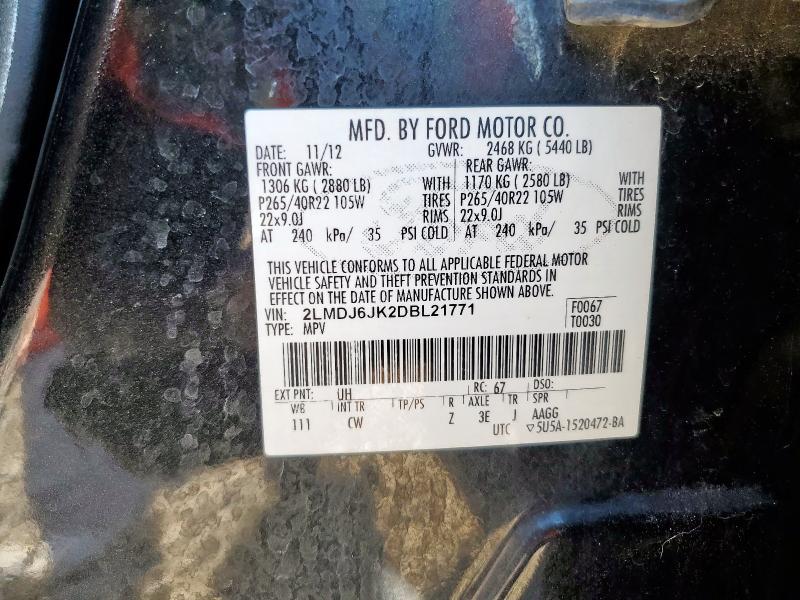 MFD. BY FORD MOTOR CO.
DATE: 11/12 GVWR: 2468 KG ( 5440 LB)
FRONT GAWR: REAR GAWR:
1306 KG ( 2880 LB) WITH 1170 KG ( 2580 LB) WITH
P265/40R22 105W TIRES P265/40R22 105W TIRES
22x9.0J RIMS 22x9.0J RIMS
AT 240 kPa/ 35 PSI COLD AT 240 kPa/ 35 PSI COLD
THIS VEHICLE CONFORMS TO ALL APPLICABLE FEDERAL MOTOR
VEHICLE SAFETY AND THEFT PREVENTION STANDARDS IN
EFFECT ON THE DATE OF MANUFACTURE SHOWN ABOVE.
VIN: 2LMDJ6JK2DBL21771 F0067
TYPE: MPV T0030
EXT PNT: UH RC: 67 DSO:
WB INT TR TP/PS R AXLE TR SPR
111 CW Z 3E J AAGG
UTC ▽5U5A-1520472-BA